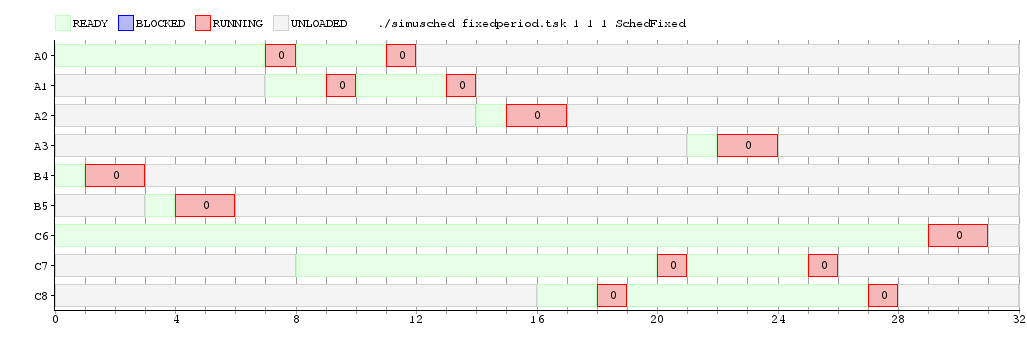 READY BLOCKED RUNNING UNLOADED ./simusched fixedperiod.tsk 1 1 1 SchedFixed
A0 0 0
A1 0 0
A2 0
A3 0
B4 0
B5 0
C6 0
C7 0 0
C8 0 0
0 4 8 12 16 20 24 28 32